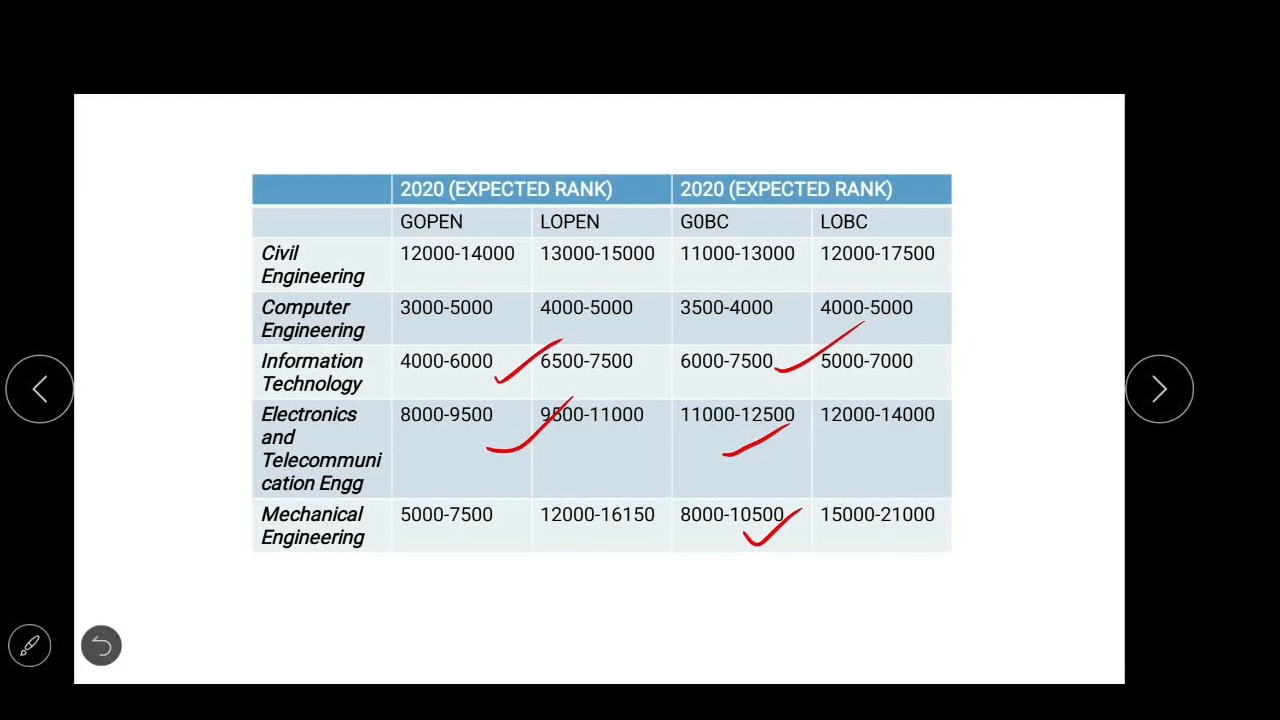 2020 (EXPECTED RANK) 2020 (EXPECTED RANK)
GOPEN LOPEN G0BC LOBC
Civil 12000-14000 13000-15000 11000-13000 12000-17500
Engineering
Computer 3000-5000 4000-5000 3500-4000 4000-5000
Engineering
Information 4000-6000 6500-7500 6000-7500 5000-7000
Technology
Electronics 8000-9500 9500-11000 11000-12500 12000-14000
and
Telecommuni
cation Engg
Mechanical 5000-7500 12000-16150 8000-10500 15000-21000
Engineering